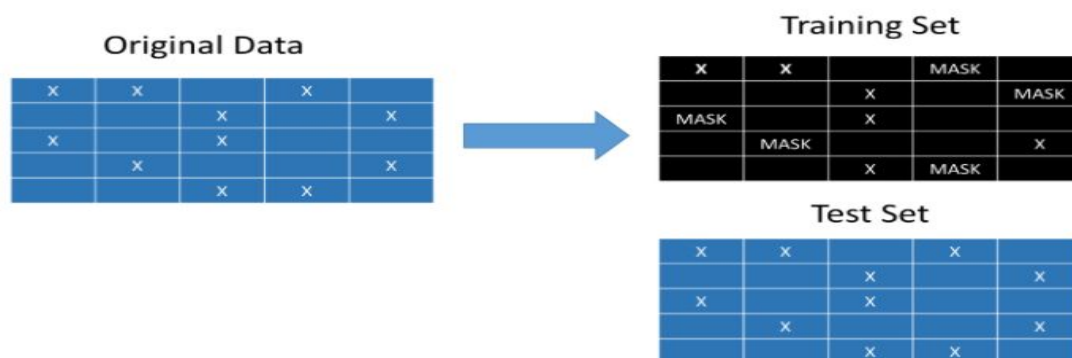 Original Data
X X X
X X
X X
X X
X X
Training Set
X X MASK
X MASK
MASK X
MASK X
X MASK
Test Set
X X X
X X
X X
X X
X X